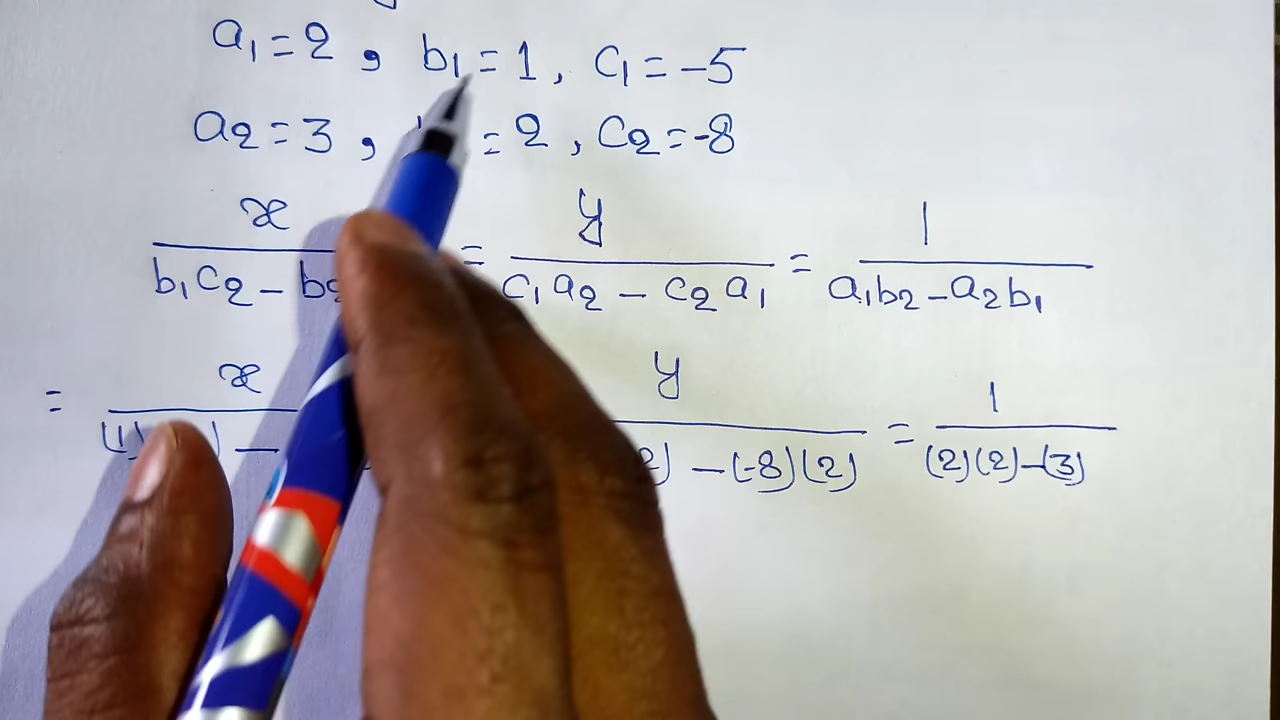 a1 = 2 , b1 = 1 , c1 = -5
a2 = 3 , = 2 , c2 = -8
x / b1c2 - = y / c1a2 - c2a1 = 1 / a1b2 - a2b1
= x / (1) - y / - (-8)(2) = 1 / (2)(2)-(3)